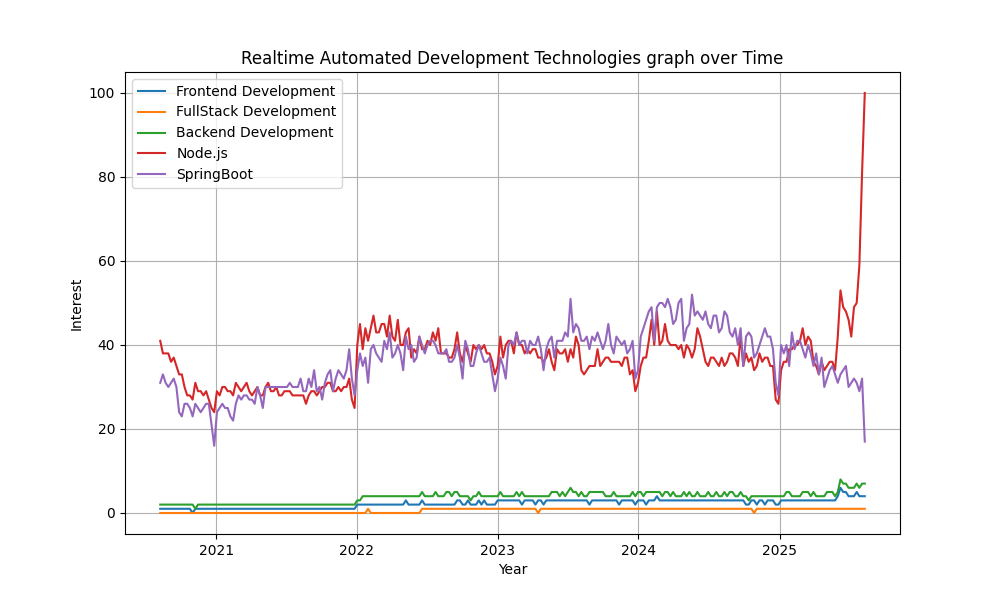 Realtime Automated Development Technologies graph over Time
Frontend Development
FullStack Development
Backend Development
Node.js
SpringBoot
100
80
60
40
20
0
Interest
2021 2022 2023 2024 2025
Year